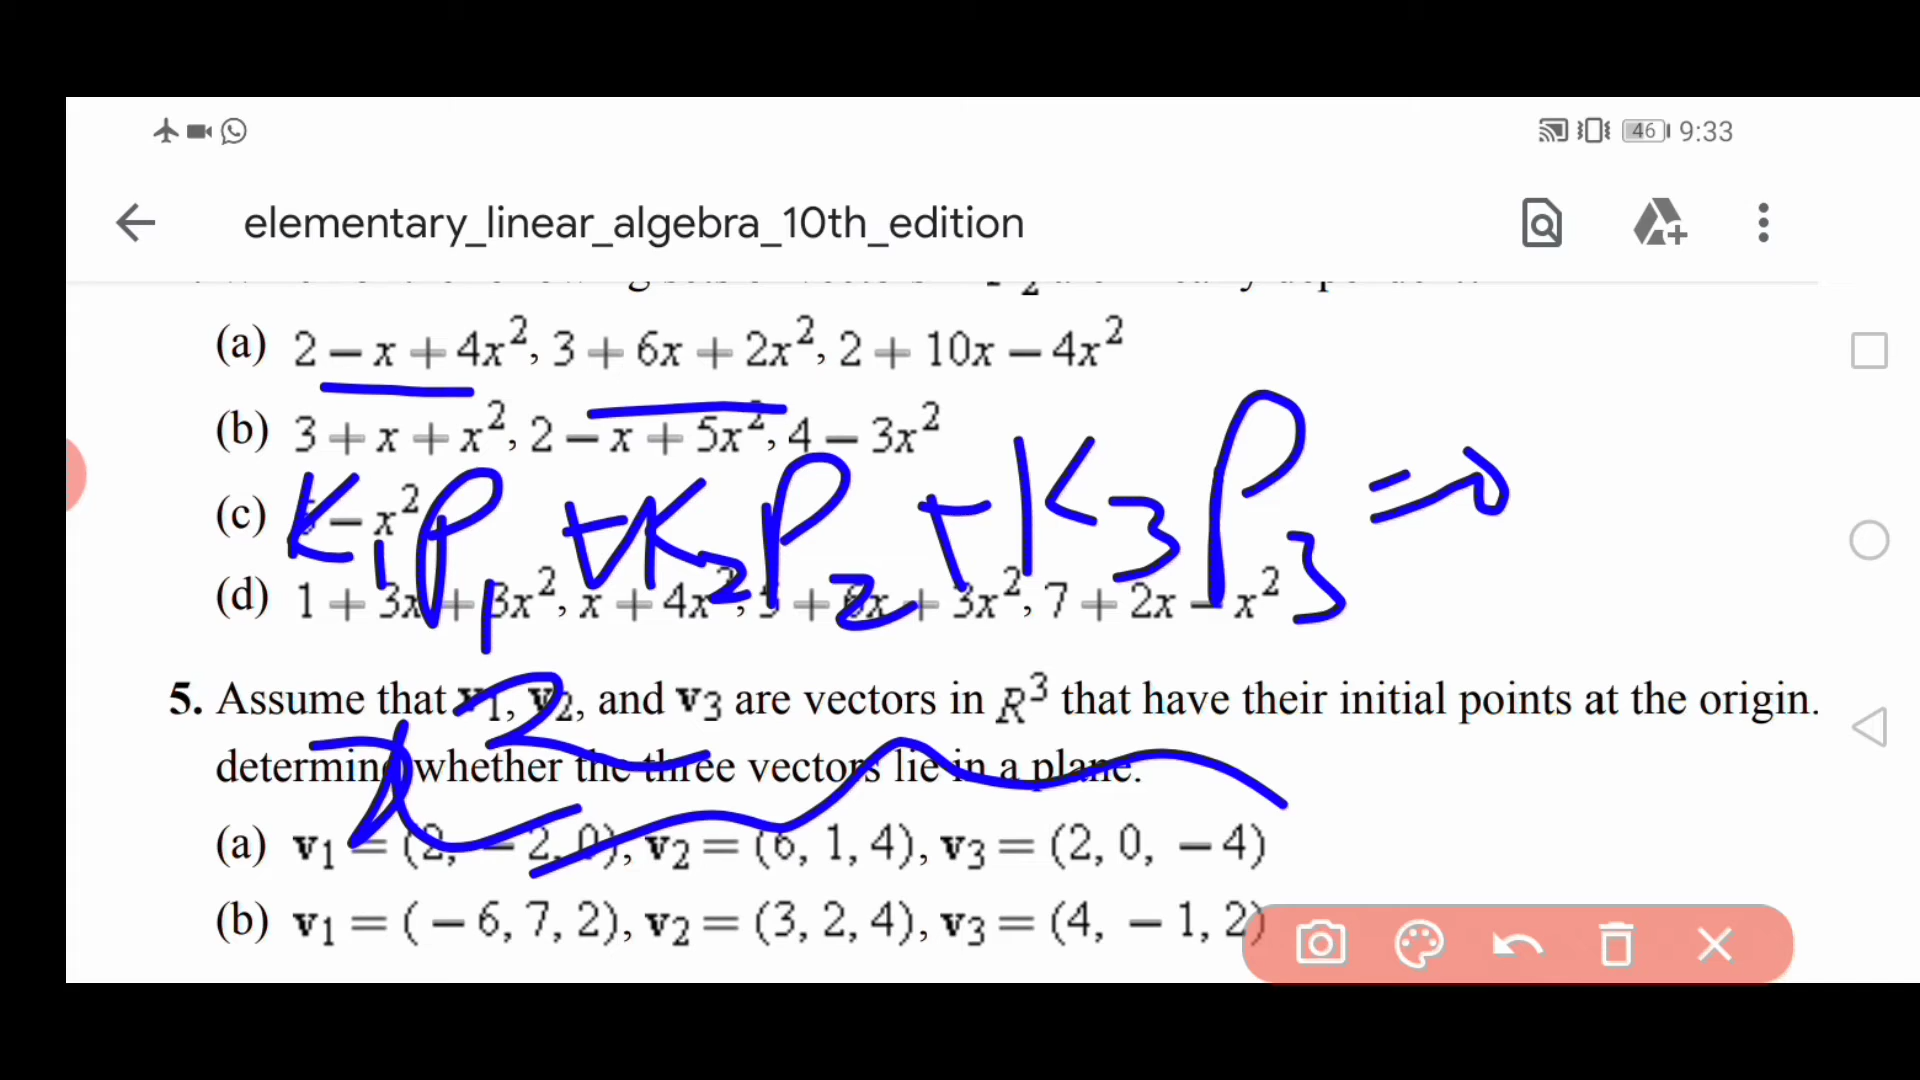 46 9:33
elementary_linear_algebra_10th_edition
(a) 2 − x + 4x², 3 + 6x + 2x², 2 + 10x − 4x²
(b) 3 + x + x², 2 − x + 5x², 4 − 3x²
K₁P₁ + K₂P₂ + K₃P₃ = 0
(c) − x²
(d) 1 + 3x + 3x², x + 4x², 5 + 6x + 3x², 7 + 2x − x²
5. Assume that v₁, v₂, and v₃ are vectors in R³ that have their initial points at the origin.
determine whether the three vectors lie in a plane.
(a) v₁ = (2, − 2, 0), v₂ = (6, 1, 4), v₃ = (2, 0, − 4)
(b) v₁ = ( − 6, 7, 2), v₂ = (3, 2, 4), v₃ = (4, − 1, 2)